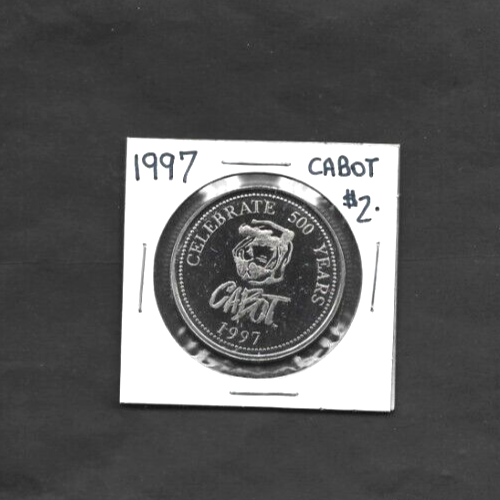 1997 CABOT
$2.
CELEBRATE 500 YEARS
CABOT
1997